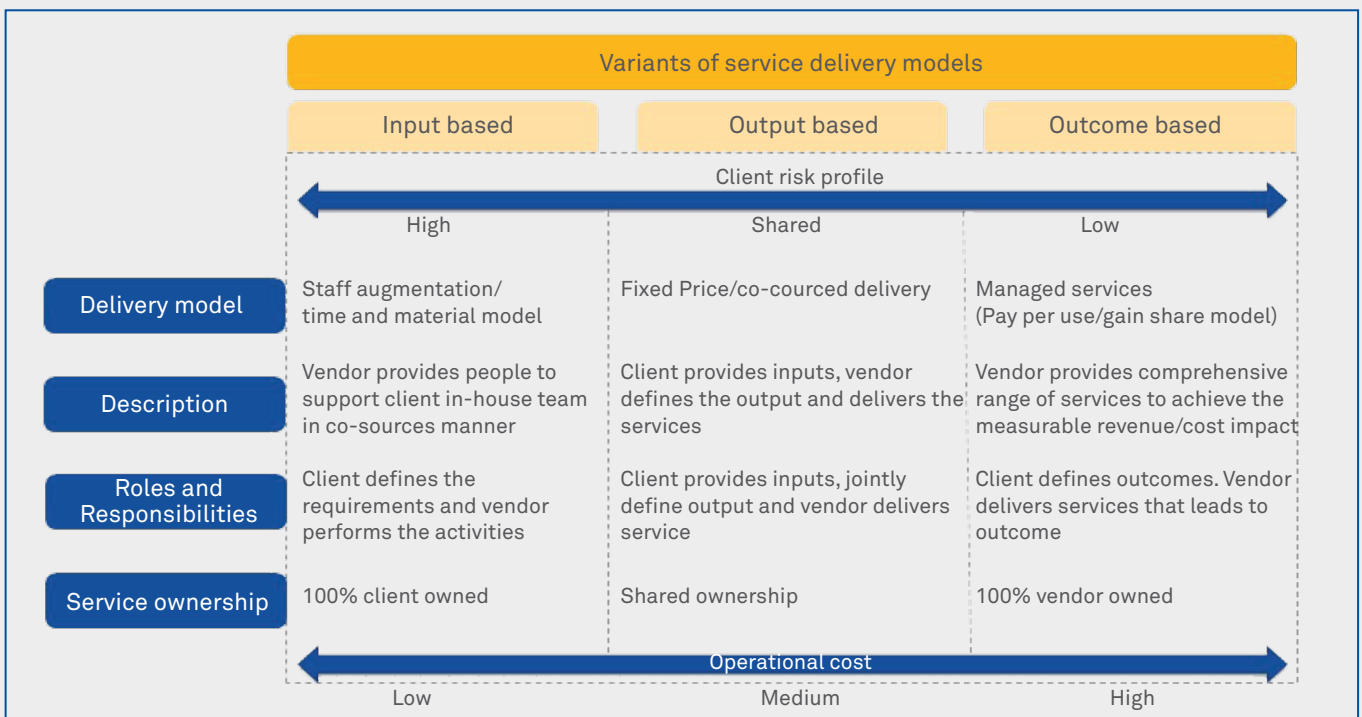 Variants of service delivery models
Input based
Output based
Outcome based
Client risk profile
High
Shared
Low
Delivery model
Staff augmentation/
time and material model
Fixed Price/co-courced delivery
Managed services
(Pay per use/gain share model)
Description
Vendor provides people to
support client in-house team
in co-sources manner
Client provides inputs, vendor
defines the output and delivers the
services
Vendor provides comprehensive
range of services to achieve the
measurable revenue/cost impact
Roles and
Responsibilities
Client defines the
requirements and vendor
performs the activities
Client provides inputs, jointly
define output and vendor delivers
service
Client defines outcomes. Vendor
delivers services that leads to
outcome
Service ownership
100% client owned
Shared ownership
100% vendor owned
Operational cost
Low
Medium
High